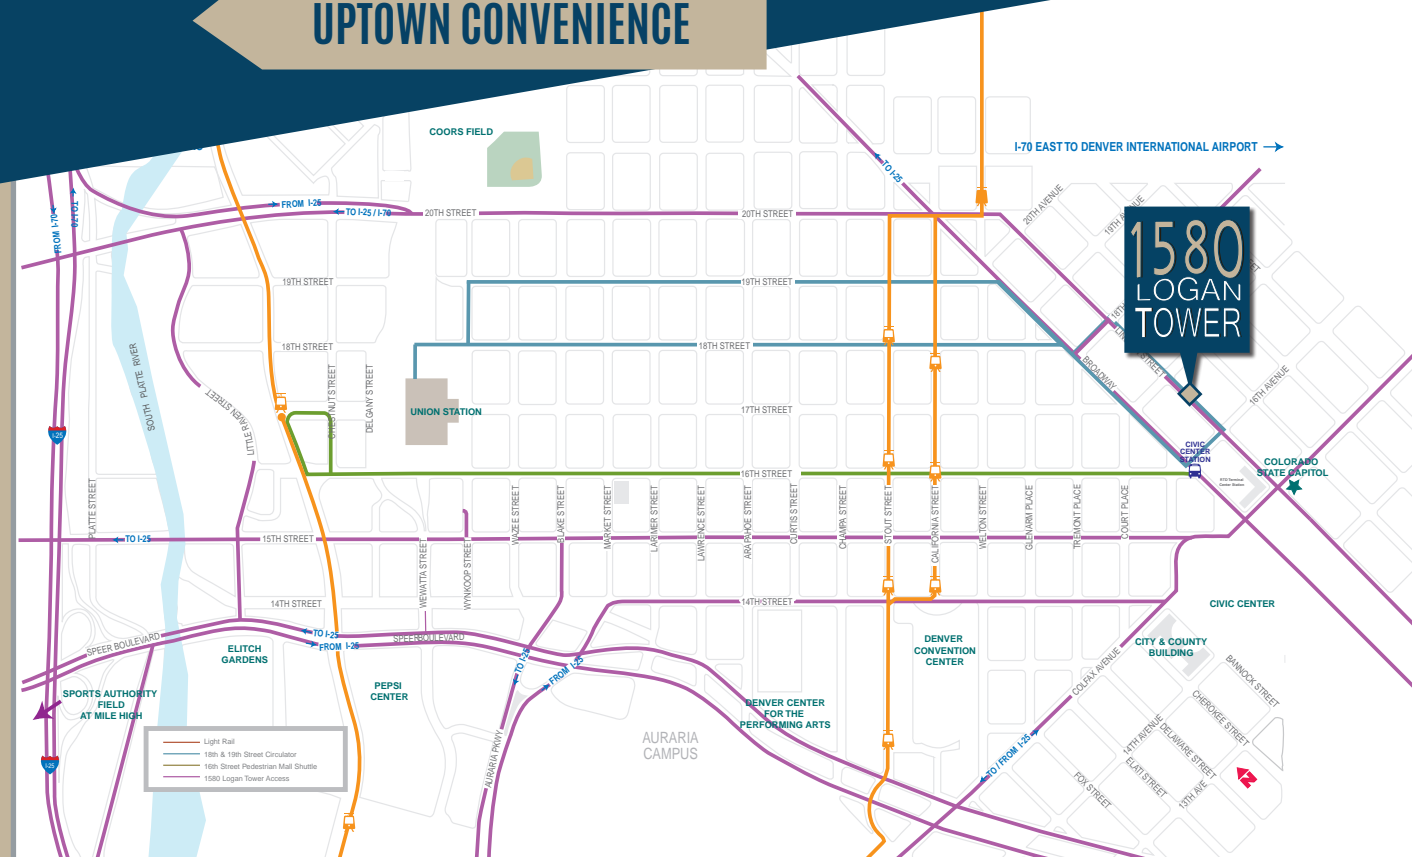 UPTOWN CONVENIENCE
COORS FIELD
I-70 EAST TO DENVER INTERNATIONAL AIRPORT
TO I-25
FROM I-70
TO I-70
FROM I-25
TO I-25 / I-70
20TH STREET
20TH STREET
20TH AVENUE
19TH AVENUE
1580
LOGAN
TOWER
19TH STREET
19TH STREET
18TH STREET
18TH STREET
SOUTH PLATTE RIVER
LITTLE RAVEN STREET
CHESTNUT STREET
DELGANY STREET
UNION STATION
BROADWAY
16TH AVENUE
17TH STREET
I-25
CIVIC
CENTER
STATION
COLORADO
STATE CAPITOL
RTD Terminal
Center Station
16TH STREET
PLATTE STREET
WAZEE STREET
BLAKE STREET
MARKET STREET
LARIMER STREET
LAWRENCE STREET
ARAPAHOE STREET
CURTIS STREET
CHAMPA STREET
STOUT STREET
CALIFORNIA STREET
WELTON STREET
GLENARM PLACE
TREMONT PLACE
COURT PLACE
TO I-25
15TH STREET
WEWATTA STREET
WYNKOOP STREET
14TH STREET
14TH STREET
CIVIC CENTER
TO I-25
FROM I-25
SPEER BOULEVARD
SPEER BOULEVARD
ELITCH
GARDENS
TO I-25
FROM I-25
DENVER
CONVENTION
CENTER
CITY & COUNTY
BUILDING
COLFAX AVENUE
BANNOCK STREET
CHEROKEE STREET
DELAWARE STREET
14TH AVENUE
ELATI STREET
FOX STREET
13TH AVE
N
PEPSI
CENTER
SPORTS AUTHORITY
FIELD
AT MILE HIGH
DENVER CENTER
FOR THE
PERFORMING ARTS
AURARIA
CAMPUS
AURARIA PKWY
TO / FROM I-25
I-25
Light Rail
18th & 19th Street Circulator
16th Street Pedestrian Mall Shuttle
1580 Logan Tower Access